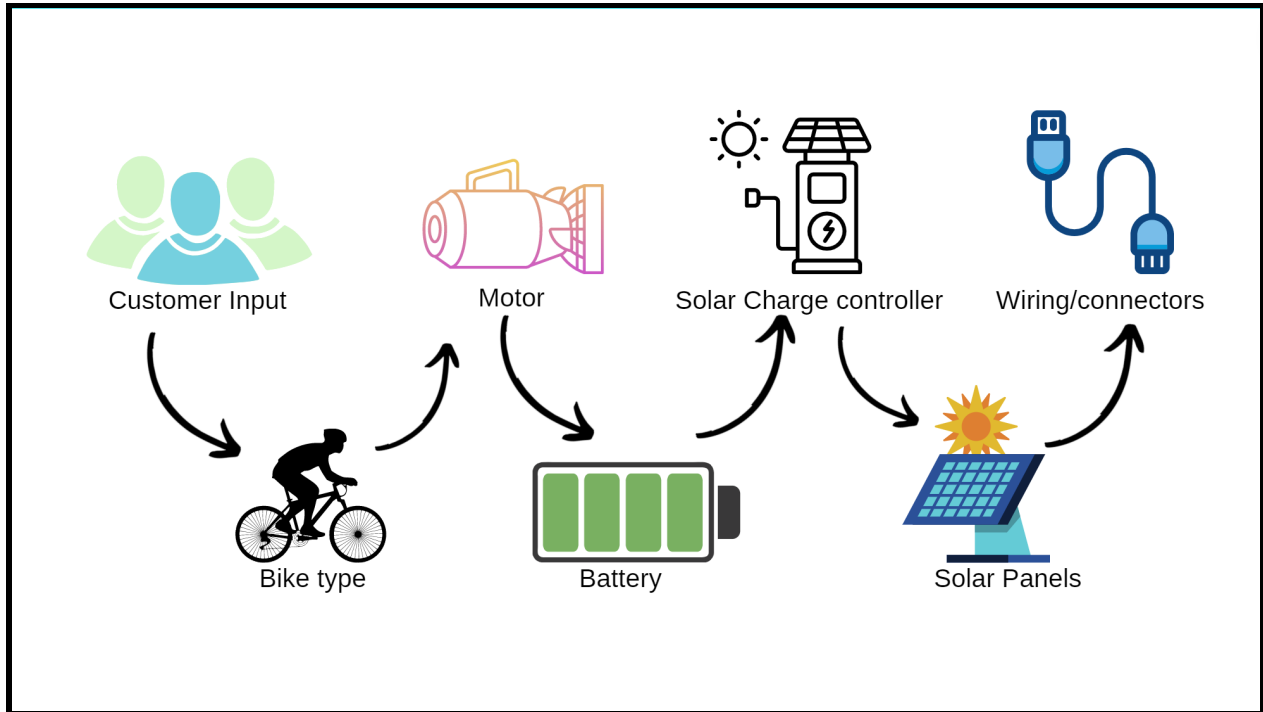 Customer Input
Motor
Solar Charge controller
Wiring/connectors
Bike type
Battery
Solar Panels